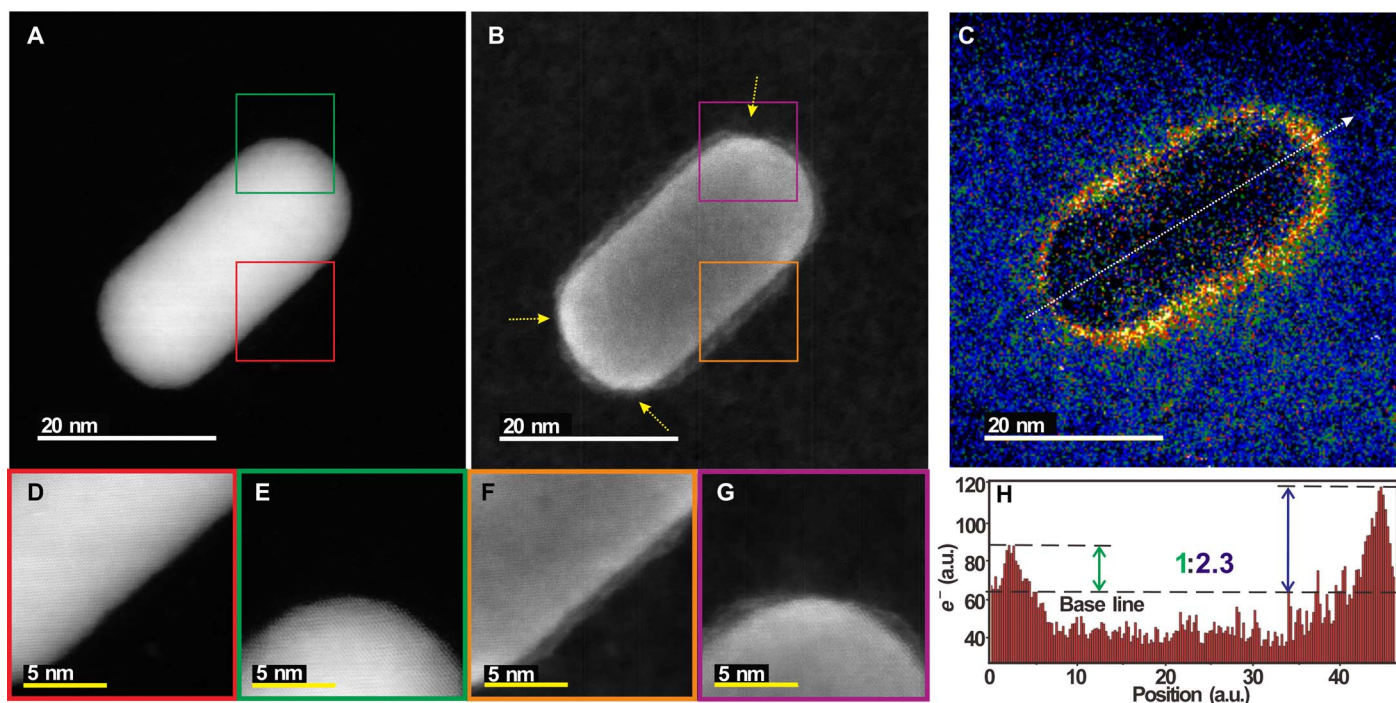 A
20 nm
B
20 nm
C
20 nm
D
5 nm
E
5 nm
F
5 nm
G
5 nm
H
120
100
80
60
40
e⁻ (a.u.)
1:2.3
Base line
0 10 20 30 40
Position (a.u.)